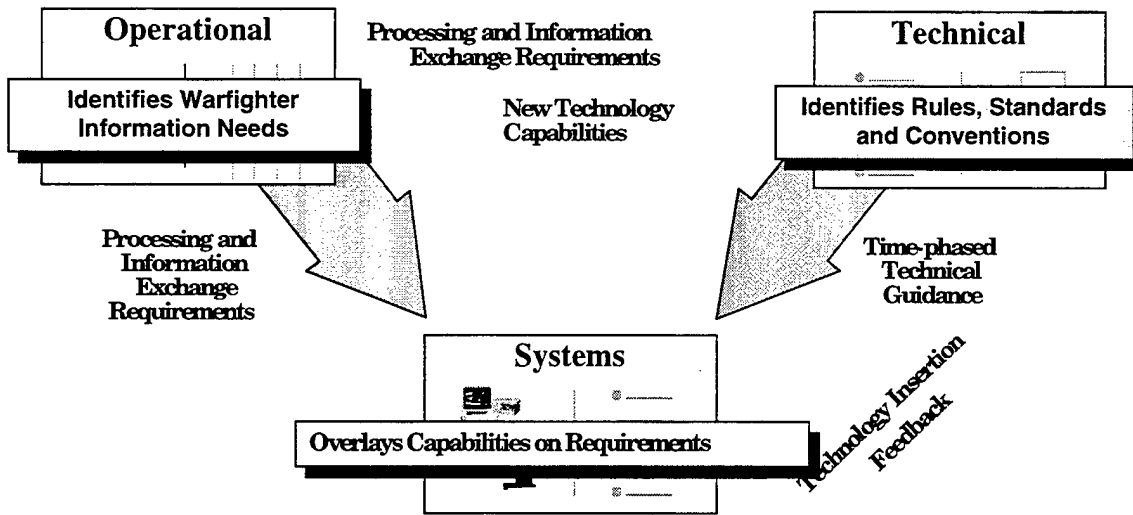 Operational
Identifies Warfighter
Information Needs
Processing and Information
Exchange Requirements
New Technology
Capabilities
Technical
Identifies Rules, Standards
and Conventions
Processing and
Information
Exchange
Requirements
Time-phased
Technical
Guidance
Systems
Overlays Capabilities on Requirements
Technology Insertion
Feedback